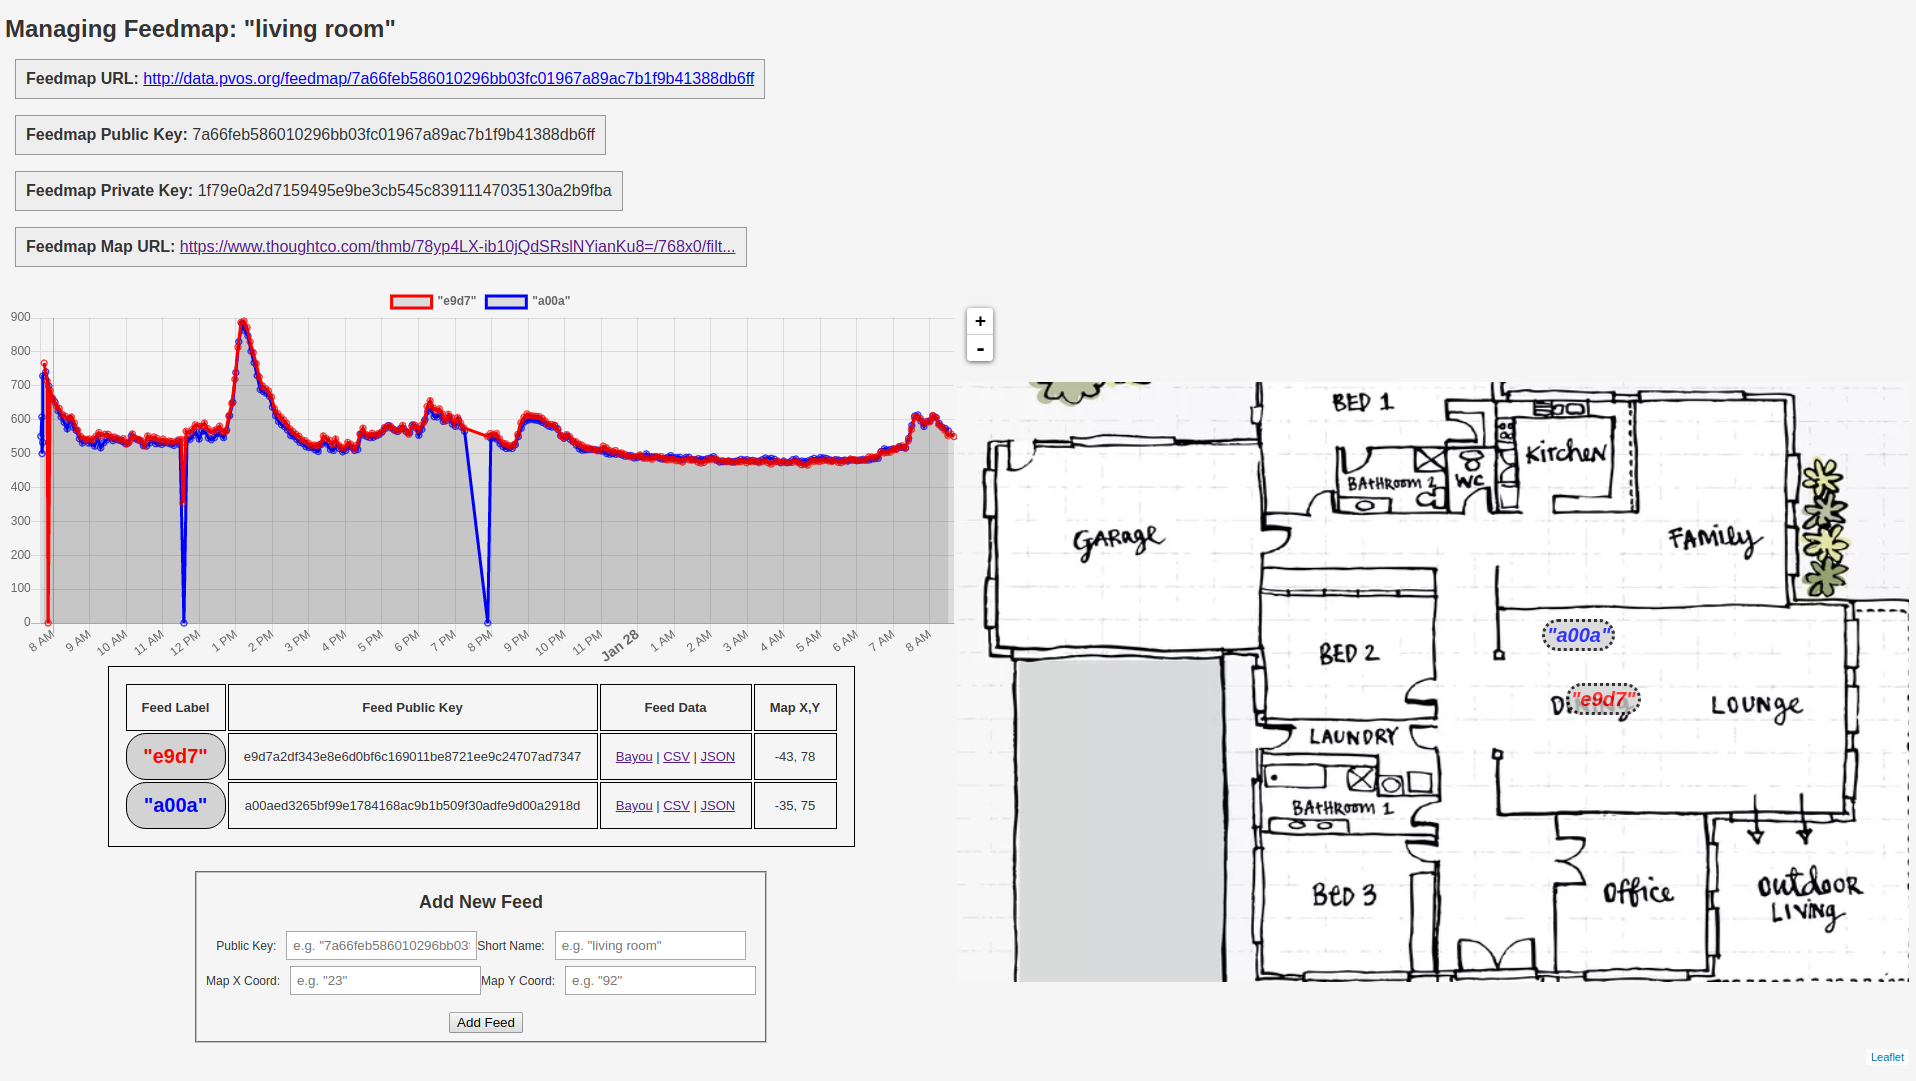 Managing Feedmap: "living room"
Feedmap URL: http://data.pvos.org/feedmap/7a66feb586010296bb03fc01967a89ac7b1f9b41388db6ff
Feedmap Public Key: 7a66feb586010296bb03fc01967a89ac7b1f9b41388db6ff
Feedmap Private Key: 1f79e0a2d7159495e9be3cb545c83911147035130a2b9fba
Feedmap Map URL: https://www.thoughtco.com/thmb/78yp4LX-ib10jQdSRslNYianKu8=/768x0/filt...
"e9d7" "a00a"
900
800
700
600
500
400
300
200
100
0
8 AM 9 AM 10 AM 11 AM 12 PM 1 PM 2 PM 3 PM 4 PM 5 PM 6 PM 7 PM 8 PM 9 PM 10 PM 11 PM Jan 28 1 AM 2 AM 3 AM 4 AM 5 AM 6 AM 7 AM 8 AM
Feed Label Feed Public Key Feed Data Map X,Y
"e9d7" e9d7a2df343e8e6d0bf6c169011be8721ee9c24707ad7347 Bayou | CSV | JSON -43, 78
"a00a" a00aed3265bf99e1784168ac9b1b509f30adfe9d00a2918d Bayou | CSV | JSON -35, 75
Add New Feed
Public Key: e.g. "7a66feb586010296bb03f Short Name: e.g. "living room"
Map X Coord: e.g. "23" Map Y Coord: e.g. "92"
Add Feed
+
-
BED 1
Kitchen
BATHROOM 2
WC
GARAGE
FAMILY
"a00a"
BED 2
"e9d7"
LOUNGE
LAUNDRY
BATHROOM 1
BED 3
OFFICE
OUTDOOR
LIVING
Leaflet